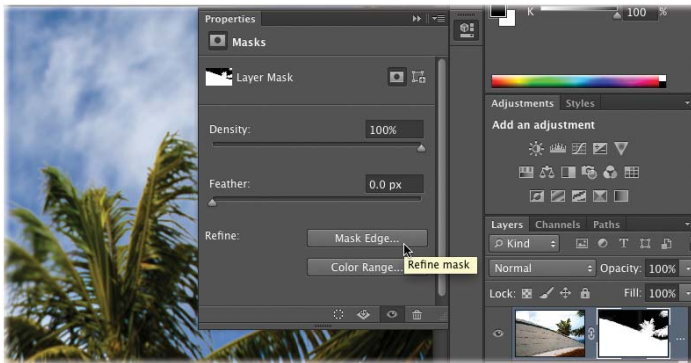 Properties
Masks
Layer Mask
Density: 100%
Feather: 0.0 px
Refine: Mask Edge...
Refine mask
Color Range...
K 100 %
Adjustments Styles
Add an adjustment
Layers Channels Paths
Kind
Normal Opacity: 100%
Lock: Fill: 100%